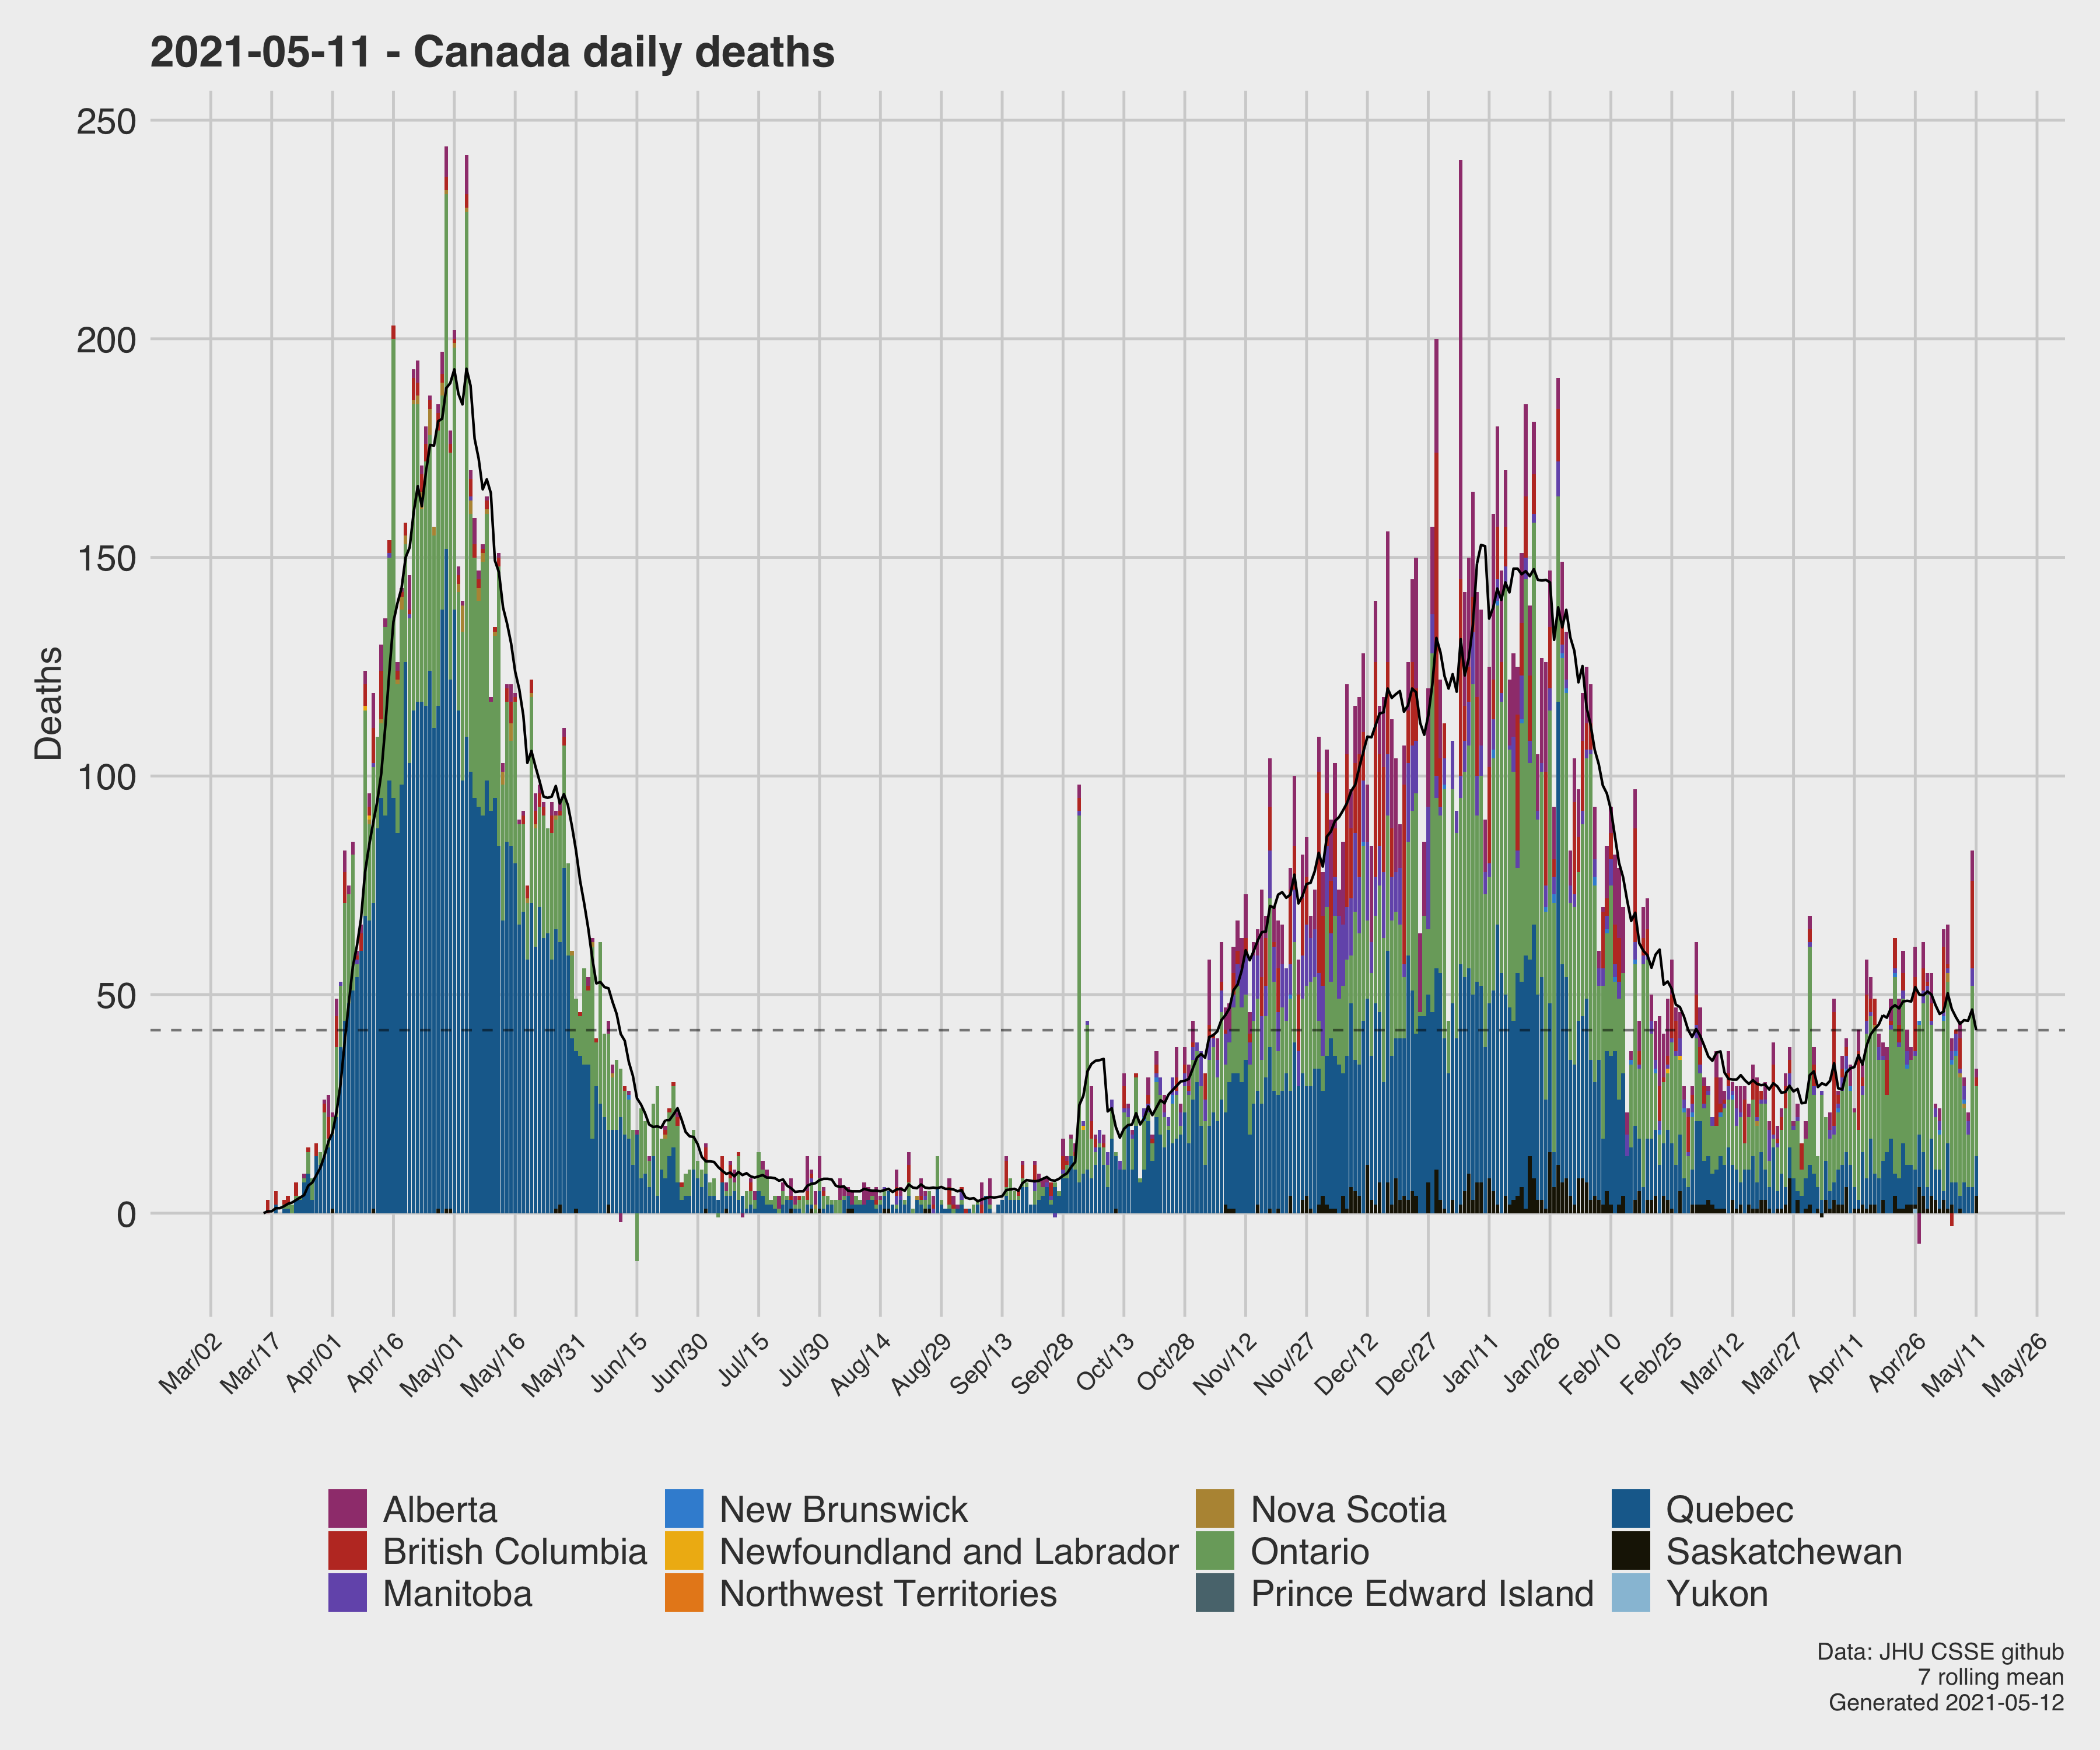 2021-05-11 - Canada daily deaths
250
200
150
100
50
0
Deaths
Mar/02 Mar/17 Apr/01 Apr/16 May/01 May/16 May/31 Jun/15 Jun/30 Jul/15 Jul/30 Aug/14 Aug/29 Sep/13 Sep/28 Oct/13 Oct/28 Nov/12 Nov/27 Dec/12 Dec/27 Jan/11 Jan/26 Feb/10 Feb/25 Mar/12 Mar/27 Apr/11 Apr/26 May/11 May/26
Alberta New Brunswick Nova Scotia Quebec
British Columbia Newfoundland and Labrador Ontario Saskatchewan
Manitoba Northwest Territories Prince Edward Island Yukon
Data: JHU CSSE github
7 rolling mean
Generated 2021-05-12